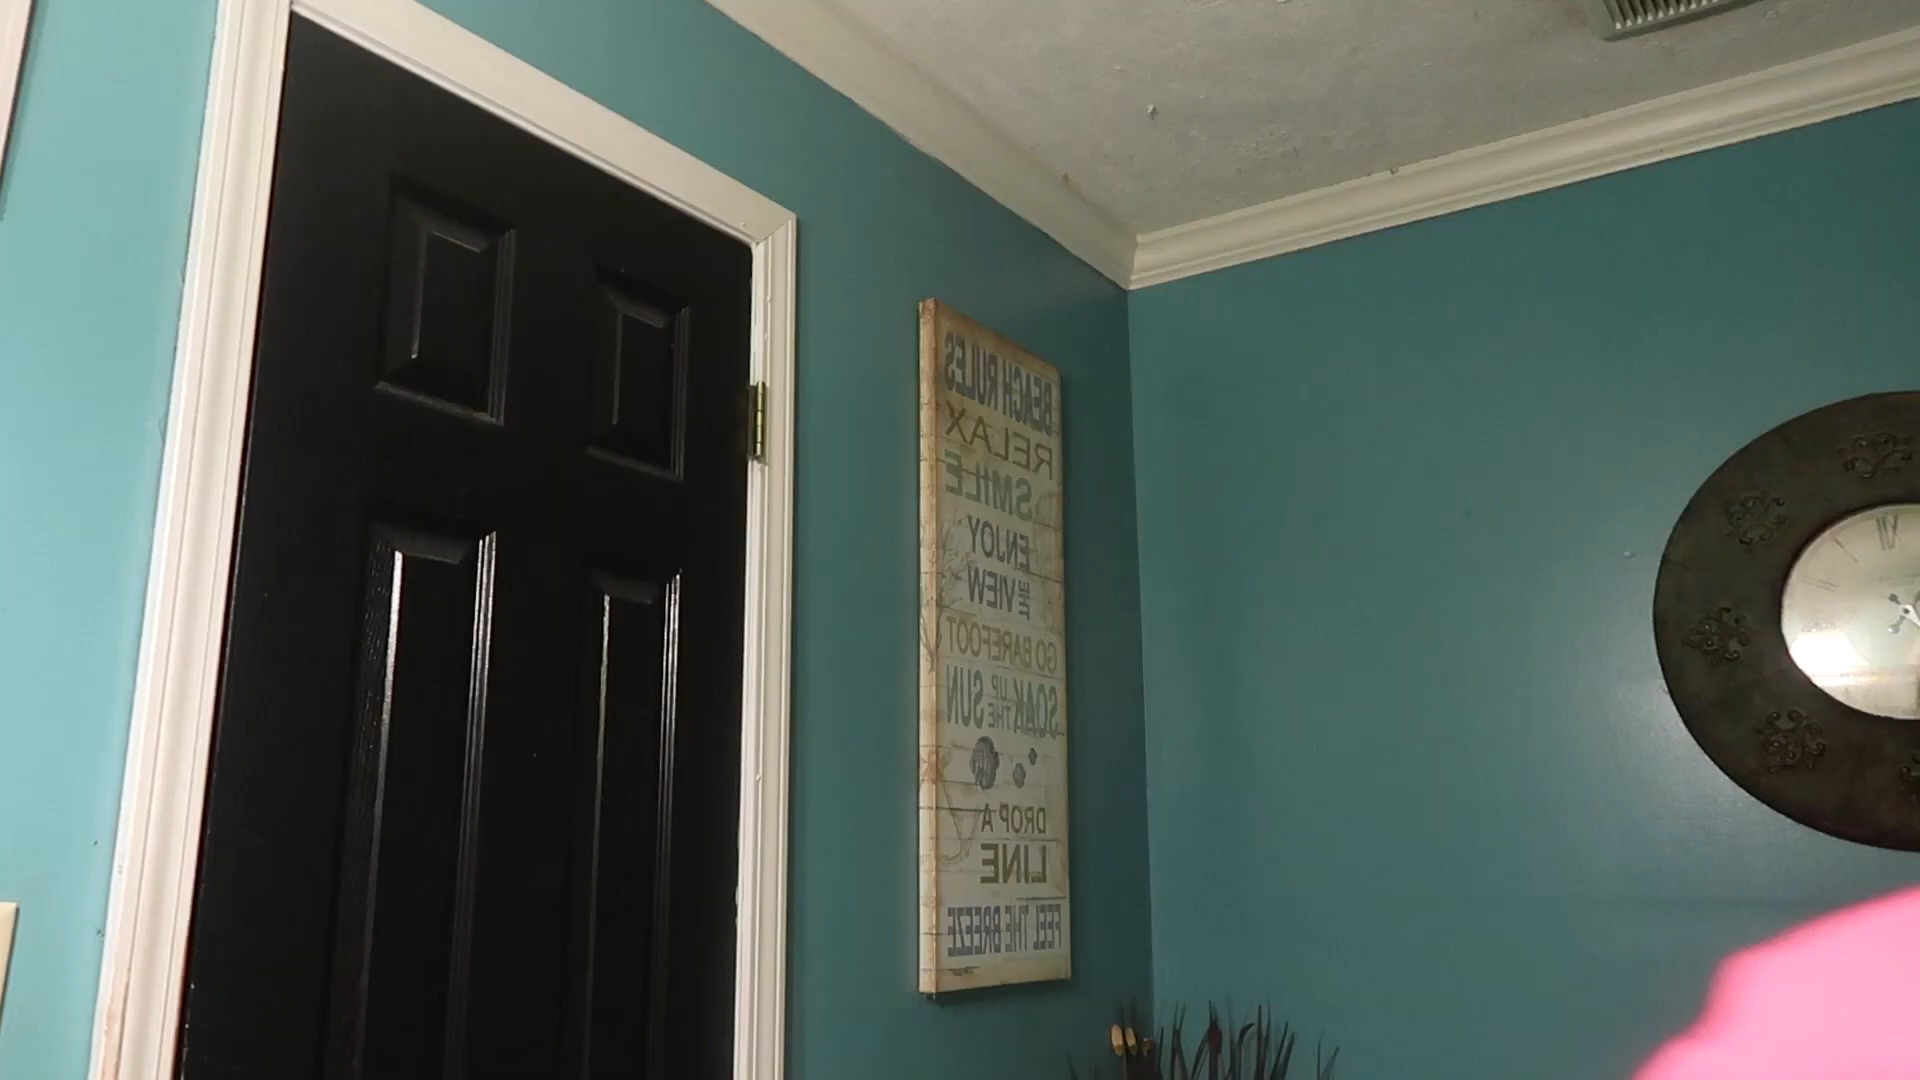 BEACH RULES
RELAX
SMILE
ENJOY
THE VIEW
GO BAREFOOT
SOAK UP THE SUN
DROP A
LINE
FEEL THE BREEZE